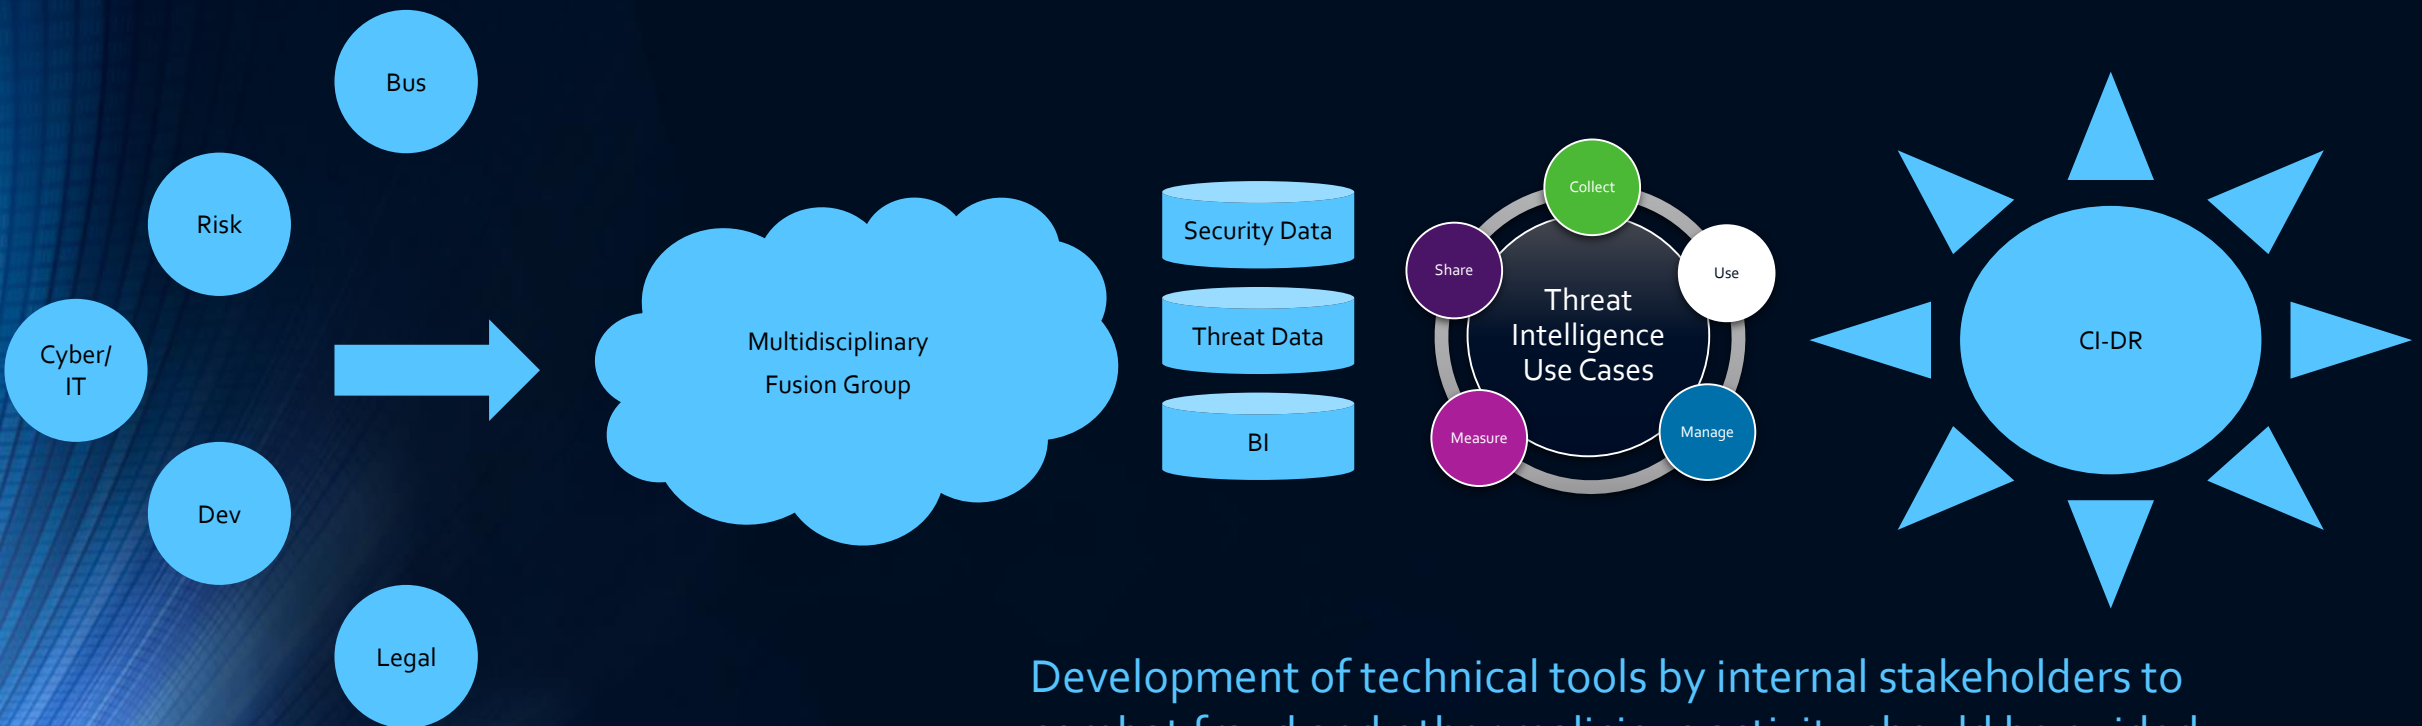 Bus
Risk
Cyber/
IT
Dev
Legal
Multidisciplinary
Fusion Group
Security Data
Threat Data
BI
Collect
Share
Use
Threat
Intelligence
Use Cases
Measure
Manage
CI-DR
Development of technical tools by internal stakeholders to